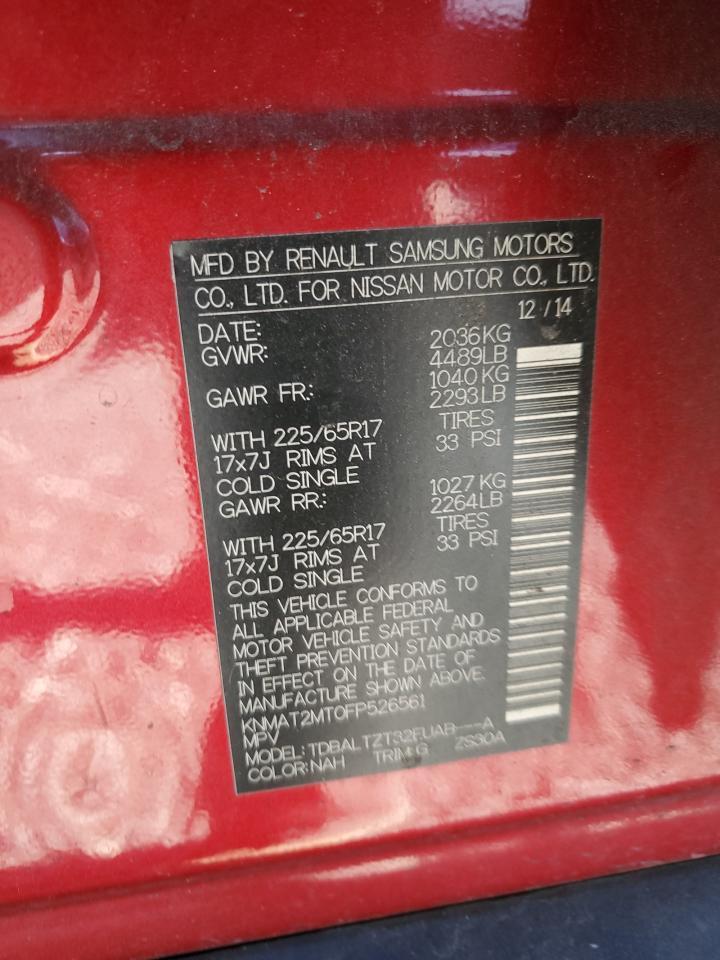 MFD BY RENAULT SAMSUNG MOTORS
CO., LTD. FOR NISSAN MOTOR CO., LTD.
DATE: 12 /14
GVWR: 2036KG
4489LB
GAWR FR: 1040KG
2293LB
WITH 225/65R17 TIRES
17x7J RIMS AT 33 PSI
COLD SINGLE
GAWR RR: 1027 KG
2264LB
WITH 225/65R17 TIRES
17x7J RIMS AT 33 PSI
COLD SINGLE
THIS VEHICLE CONFORMS TO
ALL APPLICABLE FEDERAL
MOTOR VEHICLE SAFETY AND
THEFT PREVENTION STANDARDS
IN EFFECT ON THE DATE OF
MANUFACTURE SHOWN ABOVE.
KNMAT2MT0FP526561
MPV
MODEL: TDBALTZT32EUAB----A
COLOR:NAH TRIM:G ZS30A